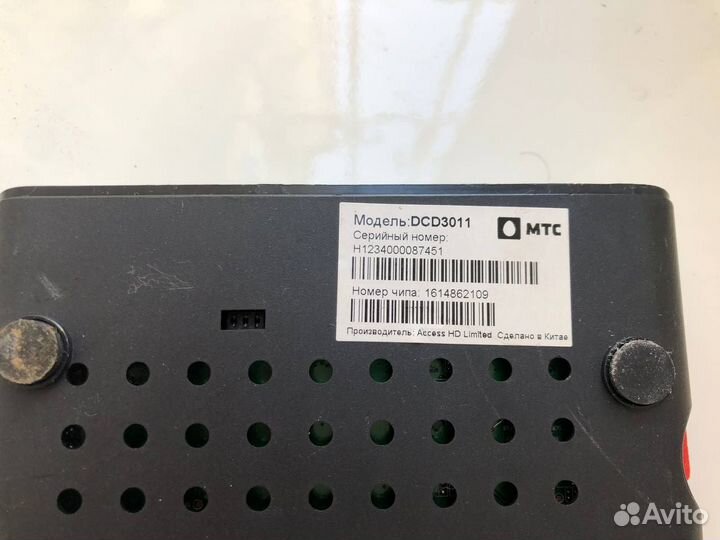 Модель:DCD3011
МТС
Серийный номер:
H1234000087451
Номер чипа: 1614862109
Производитель: Access HD Limited Сделано в Китае
Avito